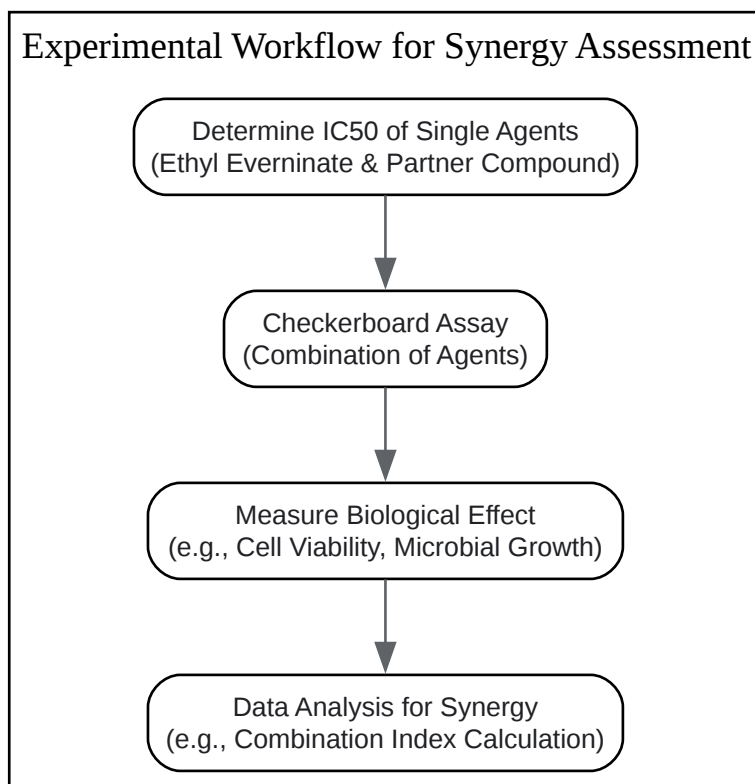 Experimental Workflow for Synergy Assessment
Determine IC50 of Single Agents
(Ethyl Everninate & Partner Compound)
Checkerboard Assay
(Combination of Agents)
Measure Biological Effect
(e.g., Cell Viability, Microbial Growth)
Data Analysis for Synergy
(e.g., Combination Index Calculation)